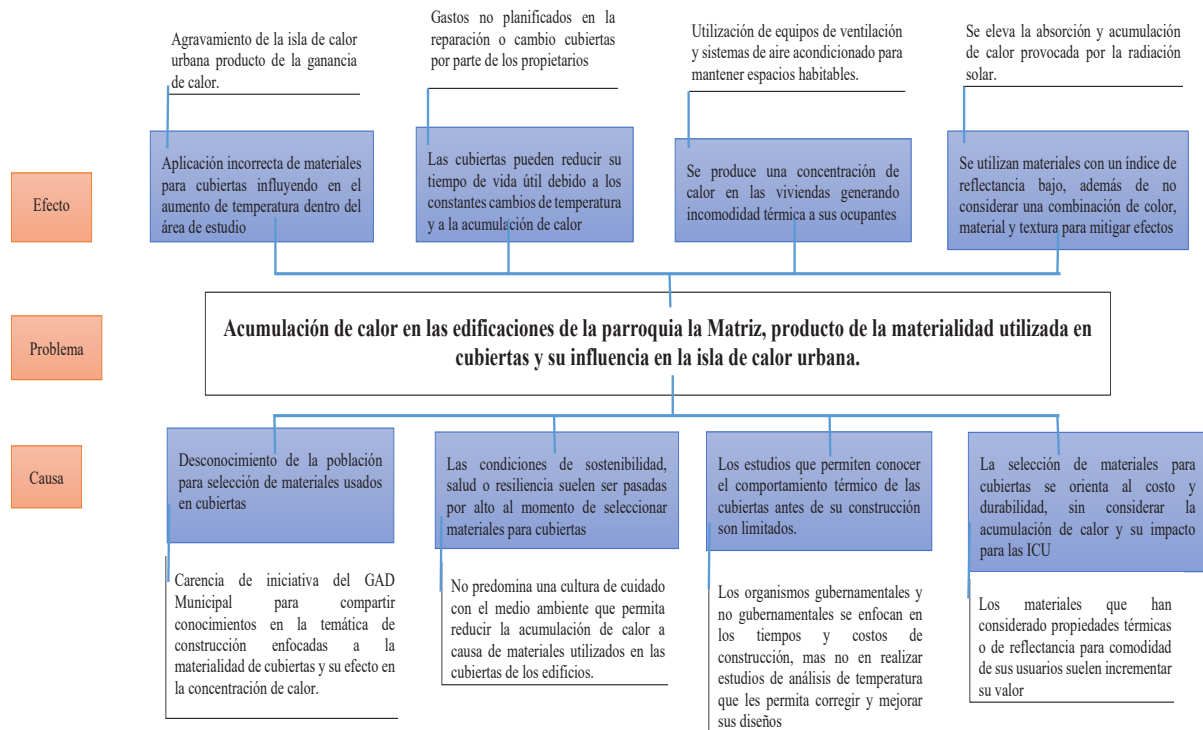 Agravamiento de la isla de calor
urbana producto de la ganancia
de calor.
Gastos no planificados en la
reparación o cambio cubiertas
por parte de los propietarios
Utilización de equipos de ventilación
y sistemas de aire acondicionado para
mantener espacios habitables.
Se eleva la absorción y acumulación
de calor provocada por la radiación
solar.
Efecto
Aplicación incorrecta de materiales
para cubiertas influyendo en el
aumento de temperatura dentro del
área de estudio
Las cubiertas pueden reducir su
tiempo de vida útil debido a los
constantes cambios de temperatura
y a la acumulación de calor
Se produce una concentración de
calor en las viviendas generando
incomodidad térmica a sus ocupantes
Se utilizan materiales con un índice de
reflectancia bajo, además de no
considerar una combinación de color,
material y textura para mitigar efectos
Problema
Acumulación de calor en las edificaciones de la parroquia la Matriz, producto de la materialidad utilizada en
cubiertas y su influencia en la isla de calor urbana.
Causa
Desconocimiento de la población
para selección de materiales usados
en cubiertas
Las condiciones de sostenibilidad,
salud o resiliencia suelen ser pasadas
por alto al momento de seleccionar
materiales para cubiertas
Los estudios que permiten conocer
el comportamiento térmico de las
cubiertas antes de su construcción
son limitados.
La selección de materiales para
cubiertas se orienta al costo y
durabilidad, sin considerar la
acumulación de calor y su impacto
para las ICU
Carencia de iniciativa del GAD
Municipal para compartir
conocimientos en la temática de
construcción enfocadas a la
materialidad de cubiertas y su efecto en
la concentración de calor.
No predomina una cultura de cuidado
con el medio ambiente que permita
reducir la acumulación de calor a
causa de materiales utilizados en las
cubiertas de los edificios.
Los organismos gubernamentales y
no gubernamentales se enfocan en
los tiempos y costos de
construcción, mas no en realizar
estudios de análisis de temperatura
que les permita corregir y mejorar
sus diseños
Los materiales que han
considerado propiedades térmicas
o de reflectancia para comodidad
de sus usuarios suelen incrementar
su valor